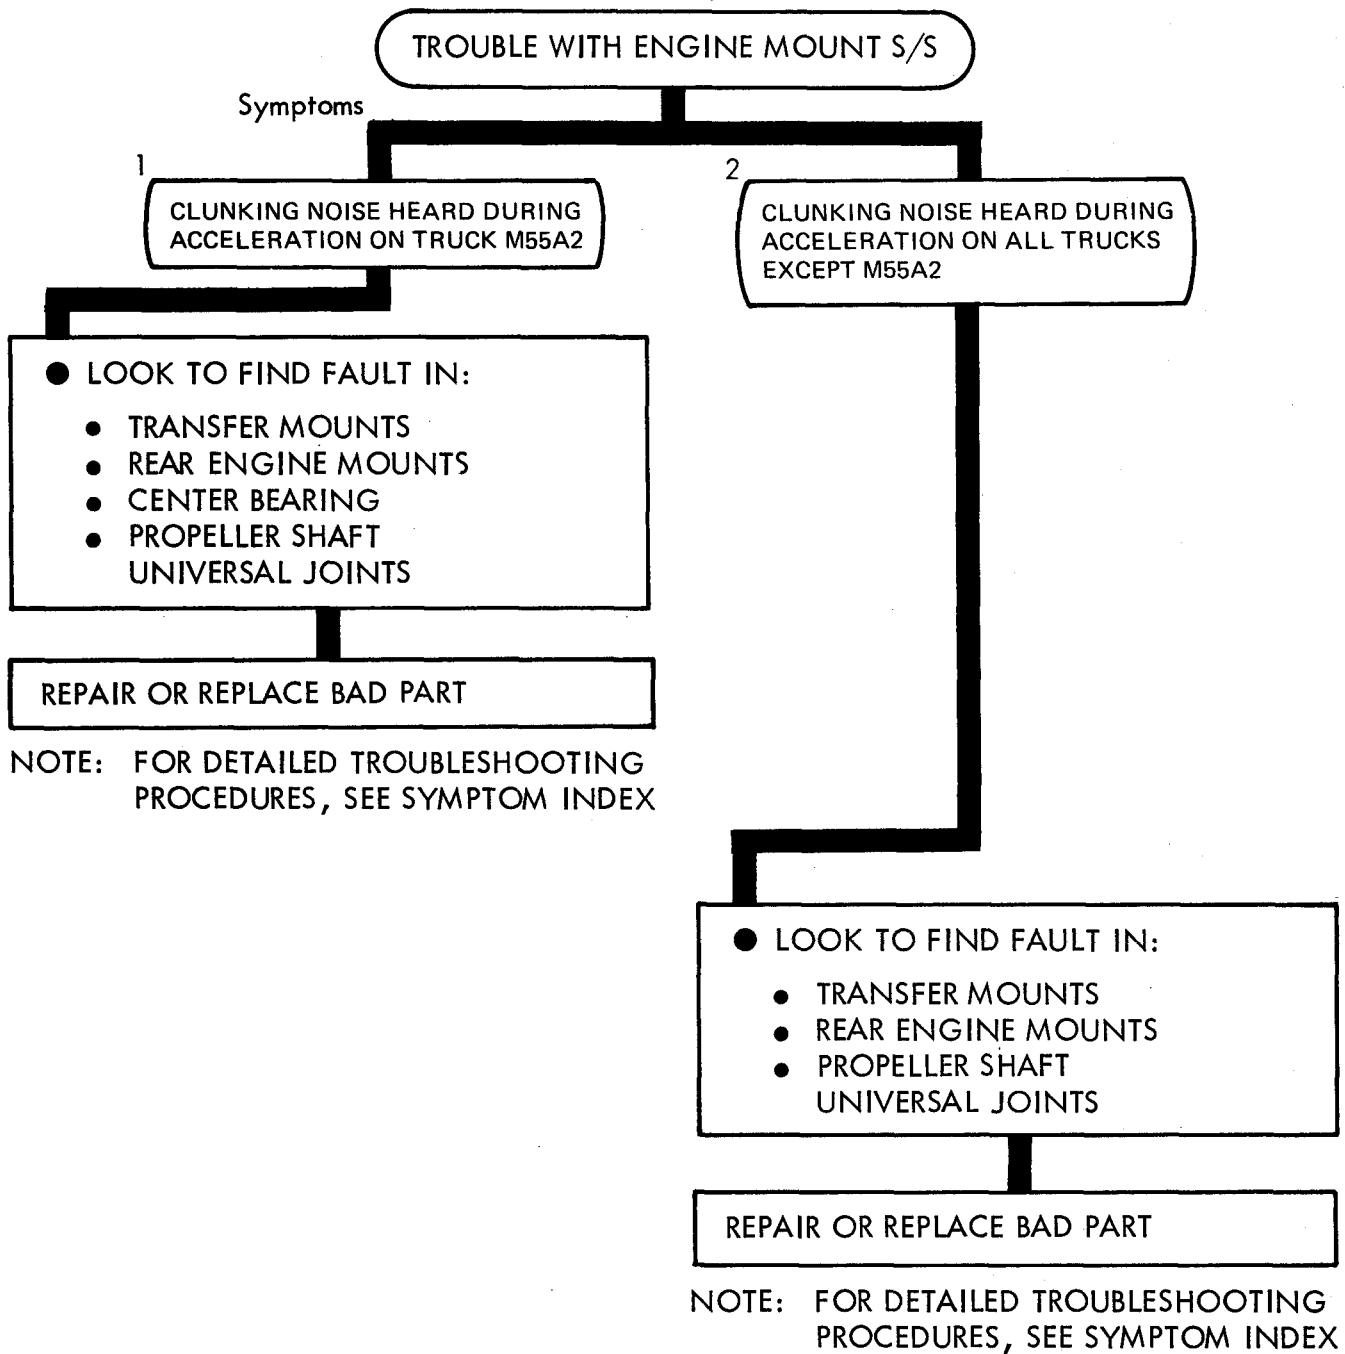 TROUBLE WITH ENGINE MOUNT S/S
Symptoms
1
CLUNKING NOISE HEARD DURING
ACCELERATION ON TRUCK M55A2
● LOOK TO FIND FAULT IN:
● TRANSFER MOUNTS
● REAR ENGINE MOUNTS
● CENTER BEARING
● PROPELLER SHAFT
UNIVERSAL JOINTS
REPAIR OR REPLACE BAD PART
NOTE: FOR DETAILED TROUBLESHOOTING
PROCEDURES, SEE SYMPTOM INDEX
2
CLUNKING NOISE HEARD DURING
ACCELERATION ON ALL TRUCKS
EXCEPT M55A2
● LOOK TO FIND FAULT IN:
● TRANSFER MOUNTS
● REAR ENGINE MOUNTS
● PROPELLER SHAFT
UNIVERSAL JOINTS
REPAIR OR REPLACE BAD PART
NOTE: FOR DETAILED TROUBLESHOOTING
PROCEDURES, SEE SYMPTOM INDEX